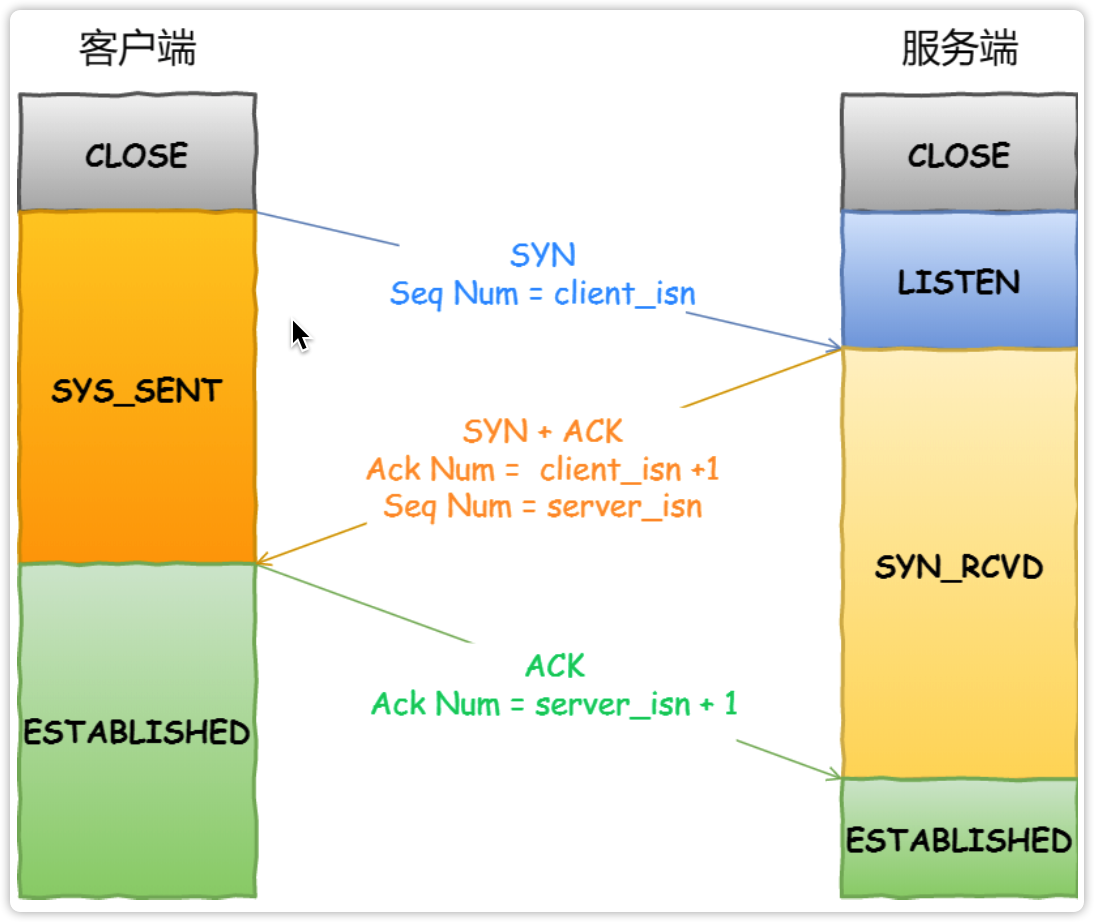 客户端
服务端
CLOSE
CLOSE
SYN
Seq Num = client_isn
LISTEN
SYS_SENT
SYN + ACK
Ack Num = client_isn +1
Seq Num = server_isn
SYN_RCVD
ACK
Ack Num = server_isn + 1
ESTABLISHED
ESTABLISHED